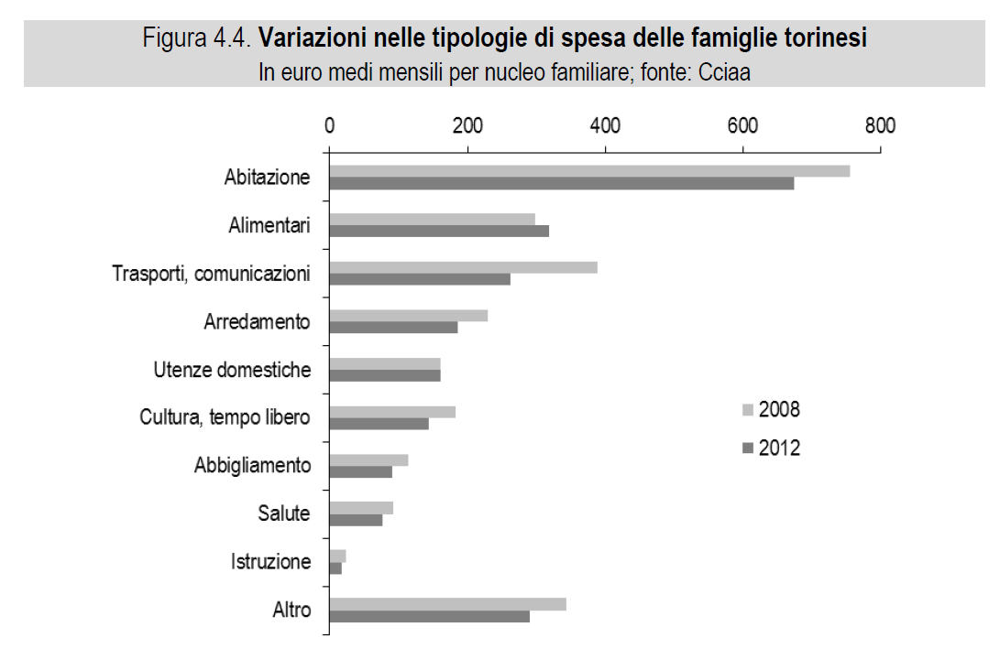 Figura 4.4. Variazioni nelle tipologie di spesa delle famiglie torinesi
In euro medi mensili per nucleo familiare; fonte: Cciaa
0 200 400 600 800
Abitazione
Alimentari
Trasporti, comunicazioni
Arredamento
Utenze domestiche
Cultura, tempo libero
2008
2012
Abbigliamento
Salute
Istruzione
Altro